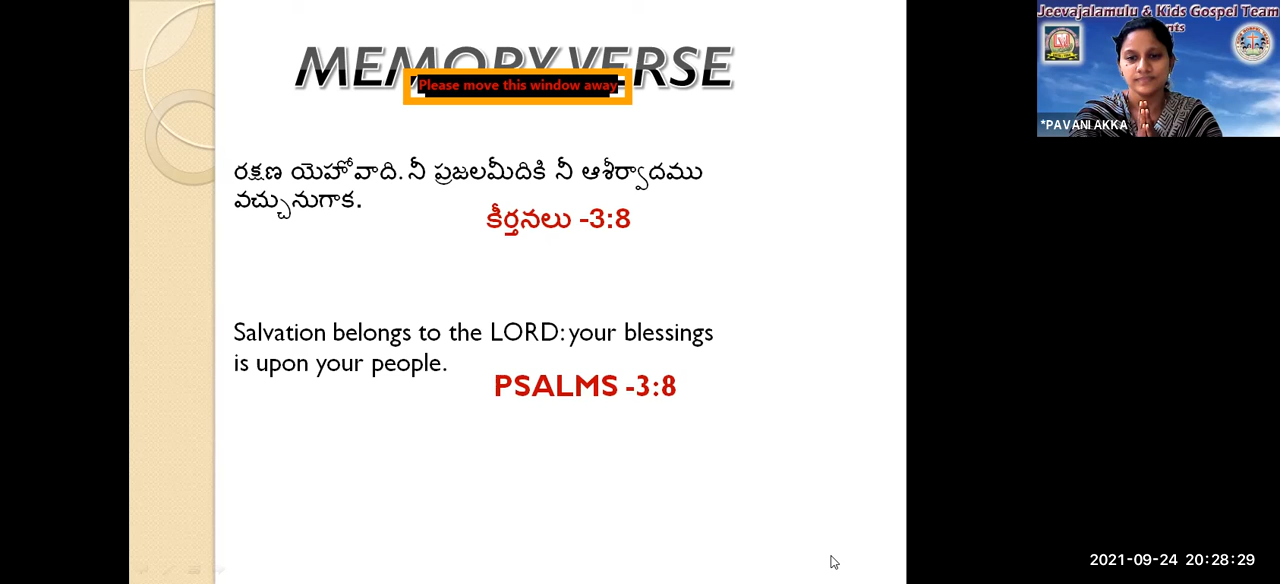 MEMORY VERSE
Please move this window away
రక్షణ యెహోవాది. నీ ప్రజలమీదికి నీ ఆశీర్వాదము
వచ్చునుగాక.
కీర్తనలు -3:8
Salvation belongs to the LORD: your blessings
is upon your people.
PSALMS -3:8
Jeevajalamulu & Kids Gospel Team
nts
*PAVANI AKKA
2021-09-24 20:28:29